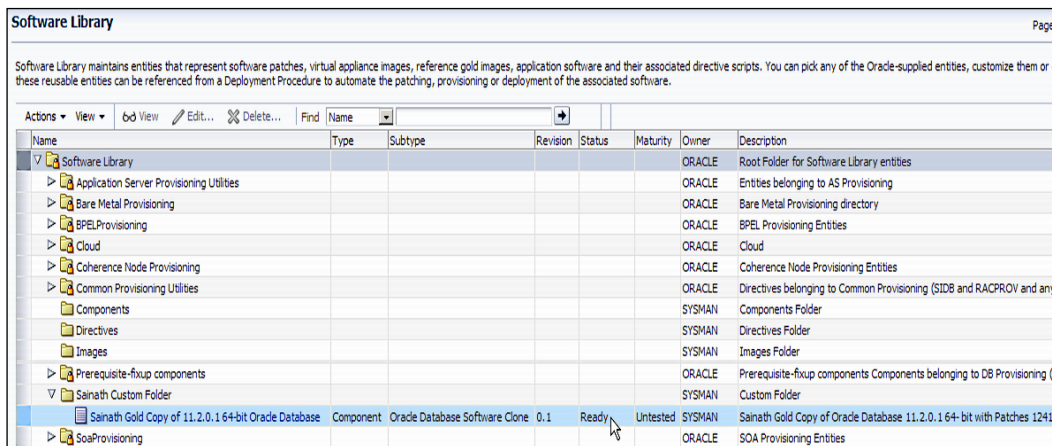 Software Library
Page
Software Library maintains entities that represent software patches, virtual appliance images, reference gold images, application software and their associated directive scripts. You can pick any of the Oracle-supplied entities, customize them or
these reusable entities can be referenced from a Deployment Procedure to automate the patching, provisioning or deployment of the associated software.
Actions View View Edit... Delete... Find Name
Name Type Subtype Revision Status Maturity Owner Description
Software Library ORACLE Root Folder for Software Library entities
Application Server Provisioning Utilities ORACLE Entities belonging to AS Provisioning
Bare Metal Provisioning ORACLE Bare Metal Provisioning directory
BPELProvisioning ORACLE BPEL Provisioning Entities
Cloud ORACLE Cloud
Coherence Node Provisioning ORACLE Coherence Node Provisioning Entities
Common Provisioning Utilities ORACLE Directives belonging to Common Provisioning (SIDB and RACPROV and any
Components SYSMAN Components Folder
Directives SYSMAN Directives Folder
Images SYSMAN Images Folder
Prerequisite-fixup components ORACLE Prerequisite-fixup components Components belonging to DB Provisioning (
Sainath Custom Folder SYSMAN Custom Folder
Sainath Gold Copy of 11.2.0.1 64-bit Oracle Database Component Oracle Database Software Clone 0.1 Ready Untested SYSMAN Sainath Gold Copy of Oracle Database 11.2.0.1 64- bit with Patches 1241
SoaProvisioning ORACLE SOA Provisioning Entities